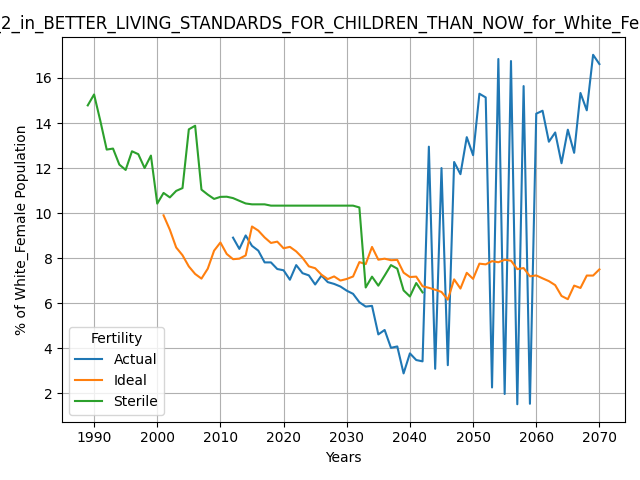 _2_in_BETTER_LIVING_STANDARDS_FOR_CHILDREN_THAN_NOW_for_White_Fe
% of White_Female Population
16
14
12
10
8
6
4
2
Fertility
Actual
Ideal
Sterile
1990 2000 2010 2020 2030 2040 2050 2060 2070
Years